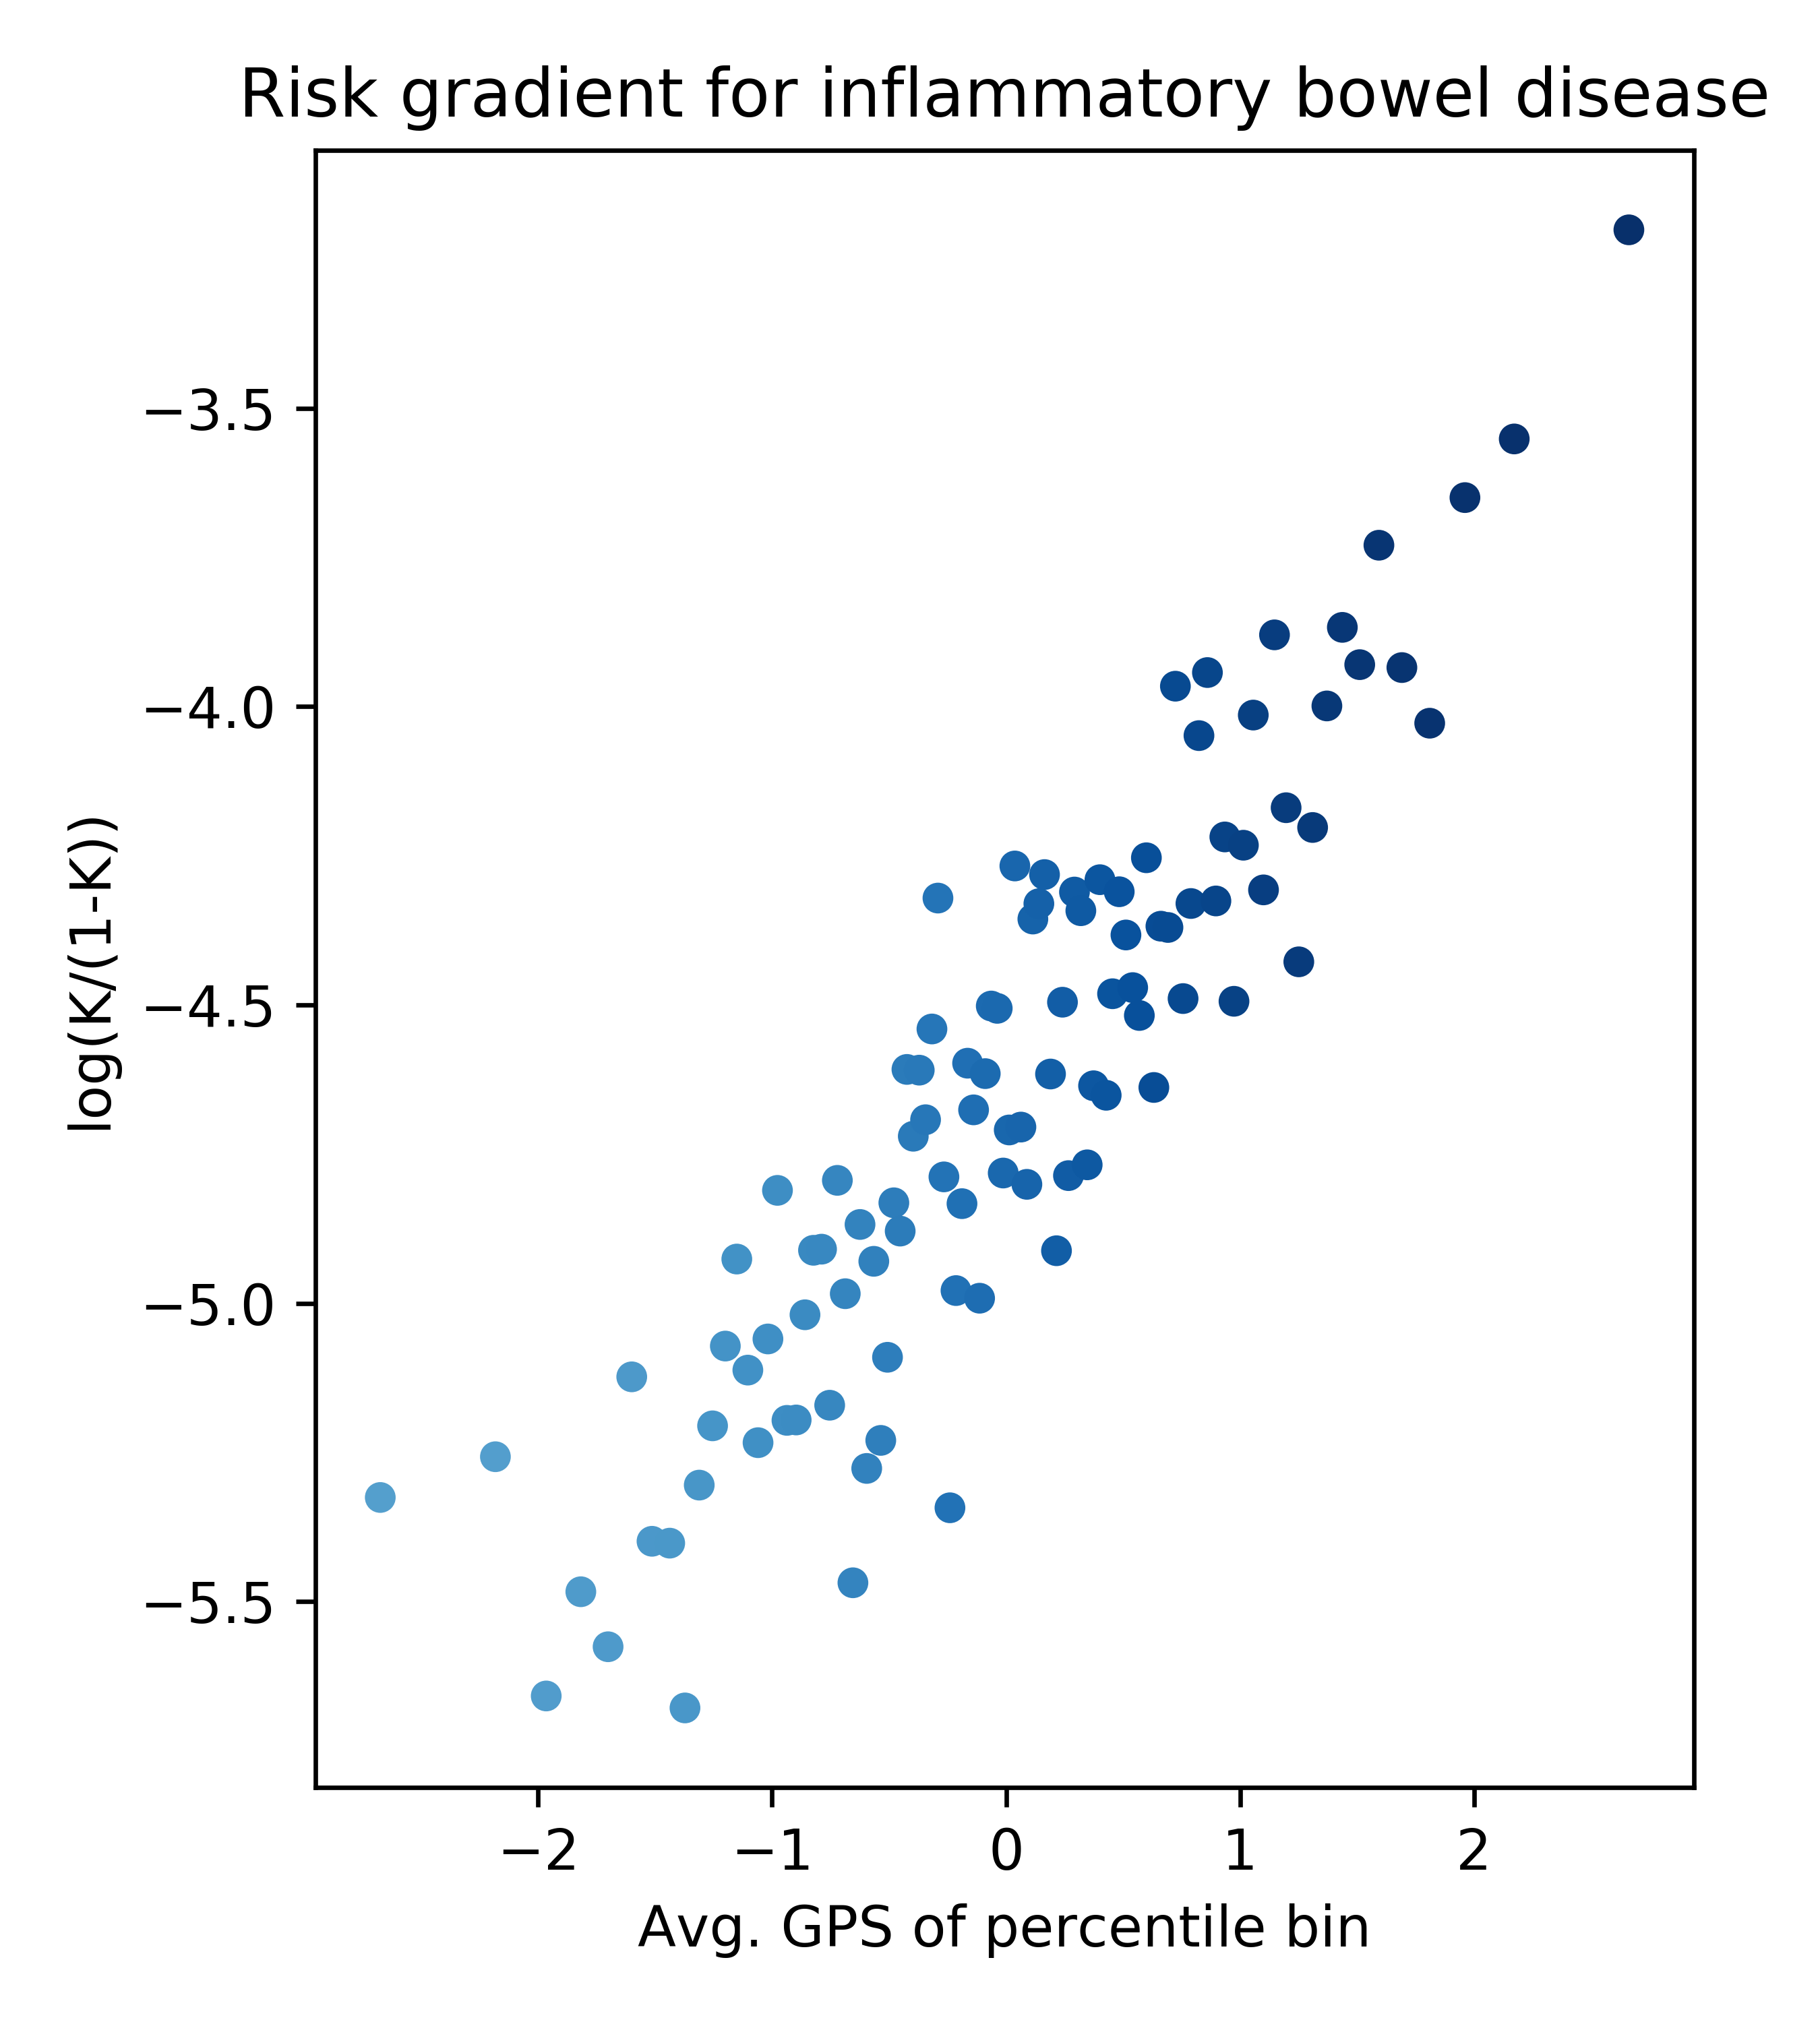 Risk gradient for inflammatory bowel disease
log(K/(1-K))
−3.5
−4.0
−4.5
−5.0
−5.5
−2 −1 0 1 2
Avg. GPS of percentile bin